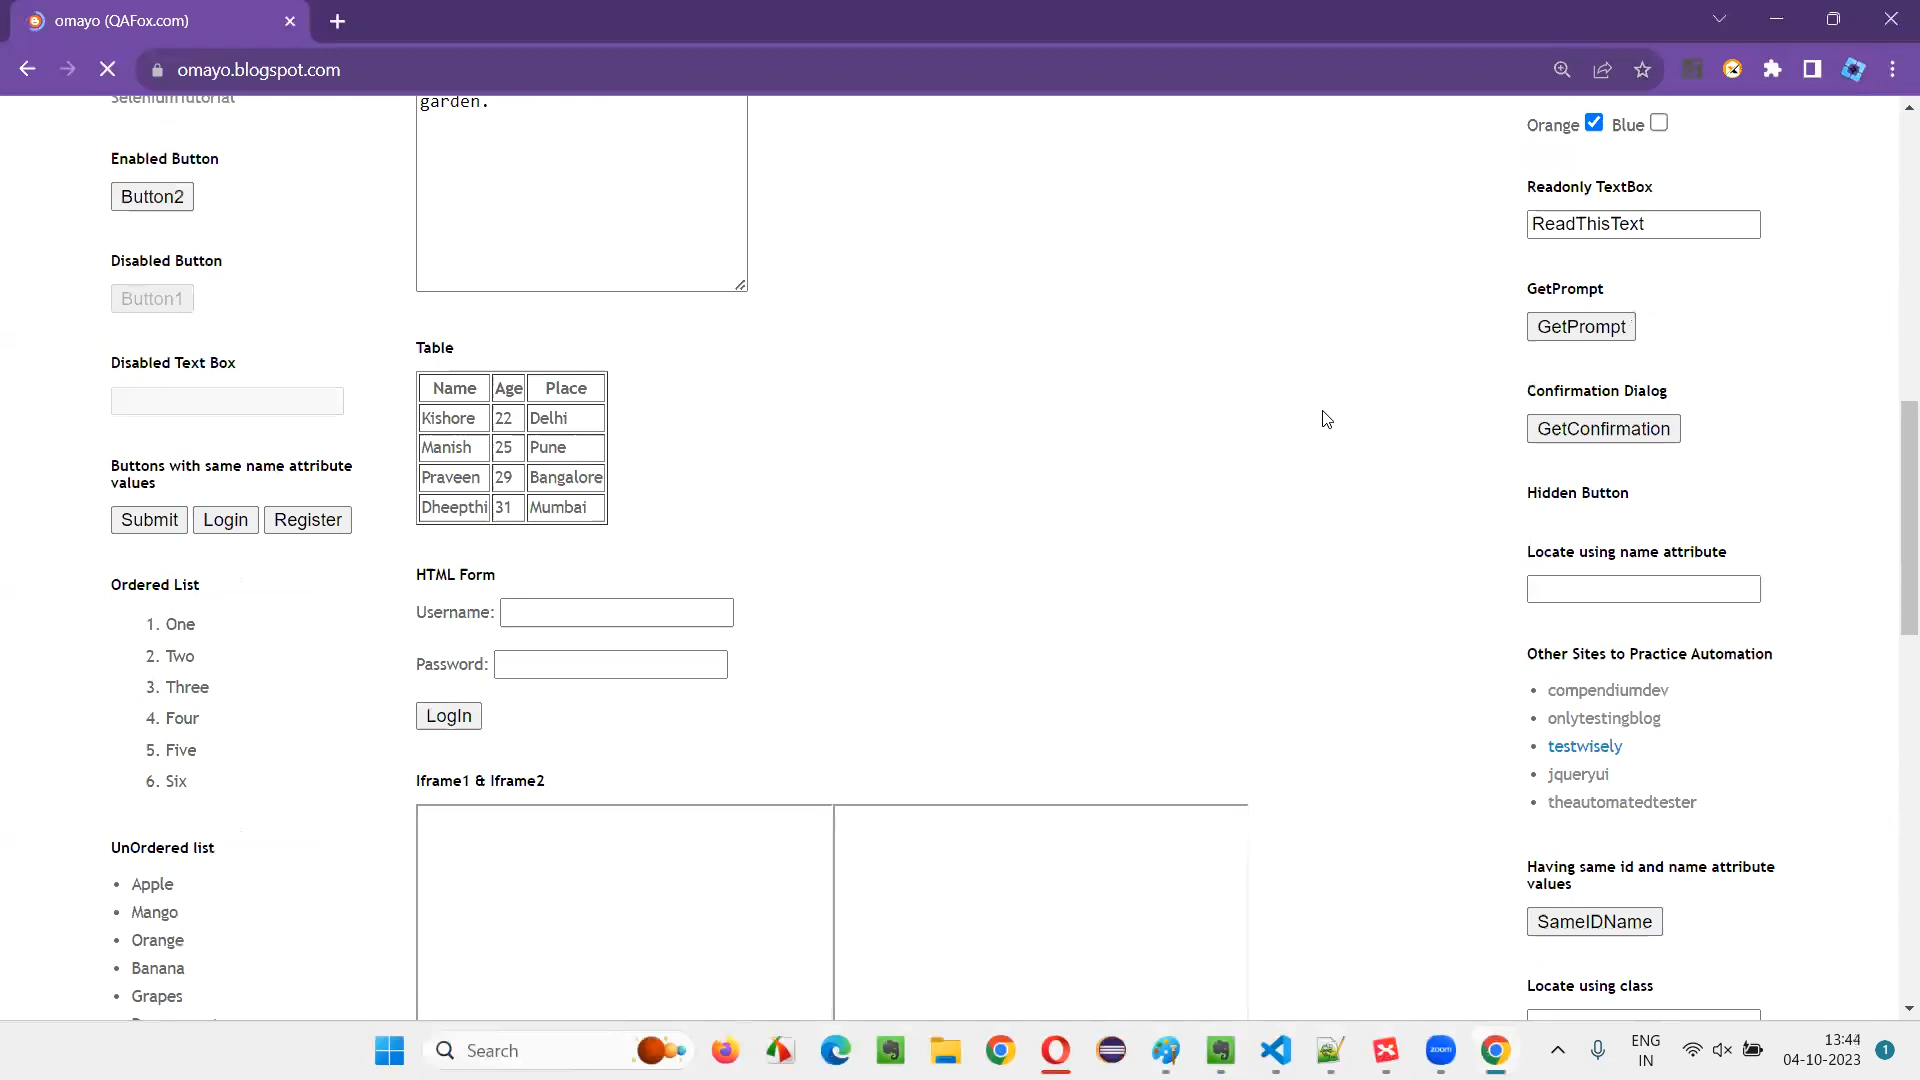 omayo (QAFox.com)
omayo.blogspot.com
SeleniumTutorial
Enabled Button
Button2
Disabled Button
Button1
Disabled Text Box
Buttons with same name attribute
values
Submit Login Register
Ordered List
1. One
2. Two
3. Three
4. Four
5. Five
6. Six
UnOrdered list
• Apple
• Mango
• Orange
• Banana
• Grapes
garden.
Table
Name Age Place
Kishore 22 Delhi
Manish 25 Pune
Praveen 29 Bangalore
Dheepthi 31 Mumbai
HTML Form
Username:
Password:
LogIn
Iframe1 & Iframe2
Orange Blue
Readonly TextBox
ReadThisText
GetPrompt
GetPrompt
Confirmation Dialog
GetConfirmation
Hidden Button
Locate using name attribute
Other Sites to Practice Automation
• compendiumdev
• onlytestingblog
• testwisely
• jqueryui
• theautomatedtester
Having same id and name attribute
values
SameIDName
Locate using class
Search
zoom
ENG
IN
13:44
04-10-2023
1